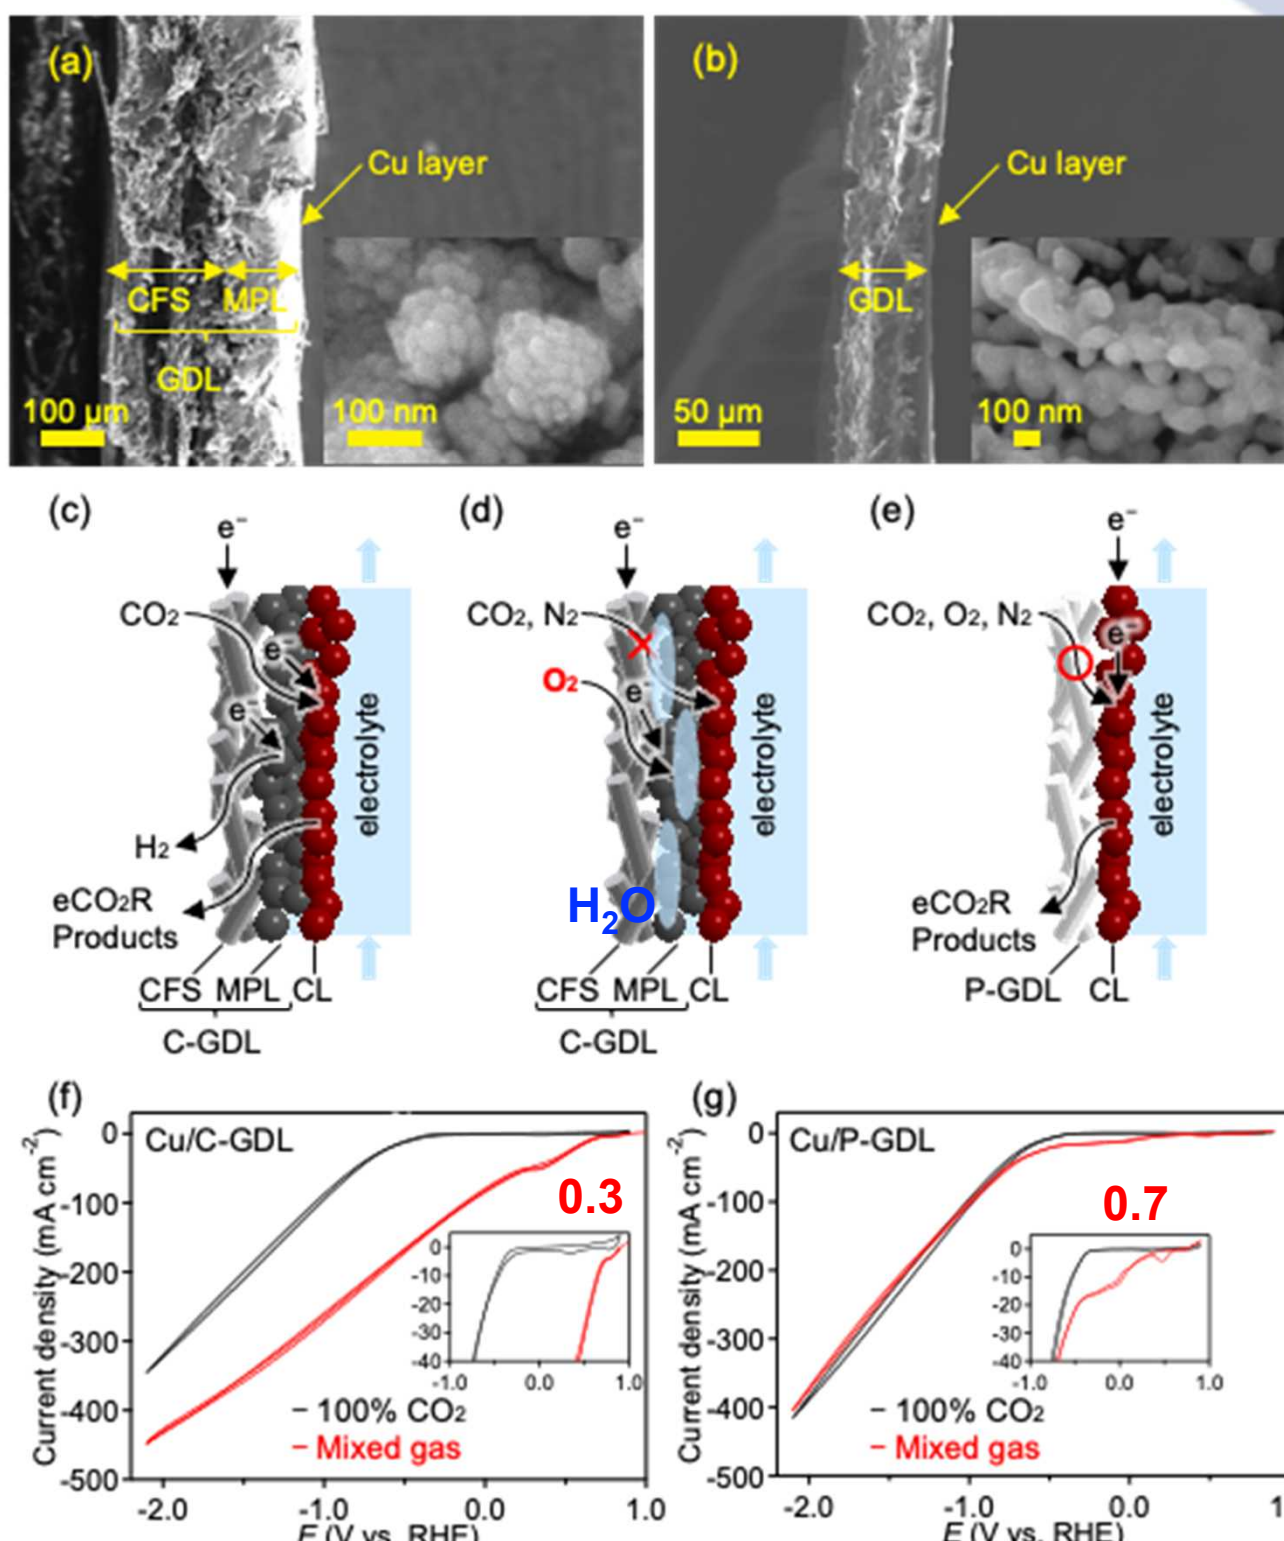 (a)
Cu layer
CFS MPL
GDL
100 µm
100 nm
(b)
Cu layer
GDL
50 µm
100 nm
(c)
e⁻
CO₂
e⁻
e⁻
H₂
eCO₂R
Products
electrolyte
CFS MPL CL
C-GDL
(d)
e⁻
CO₂, N₂
O₂
e⁻
H₂O
electrolyte
CFS MPL CL
C-GDL
(e)
e⁻
CO₂, O₂, N₂
e⁻
eCO₂R
Products
electrolyte
P-GDL CL
(f)
Cu/C-GDL
Current density (mA cm⁻²)
0
-100
-200
-300
-400
-500
0.3
0
-10
-20
-30
-40
-1.0 0.0 1.0
– 100% CO₂
– Mixed gas
-2.0 -1.0 0.0 1.0
E (V vs. RHE)
(g)
Cu/P-GDL
Current density (mA cm⁻²)
0
-100
-200
-300
-400
-500
0.7
0
-10
-20
-30
-40
-1.0 0.0 1.0
– 100% CO₂
– Mixed gas
-2.0 -1.0 0.0
E (V vs. RHE)